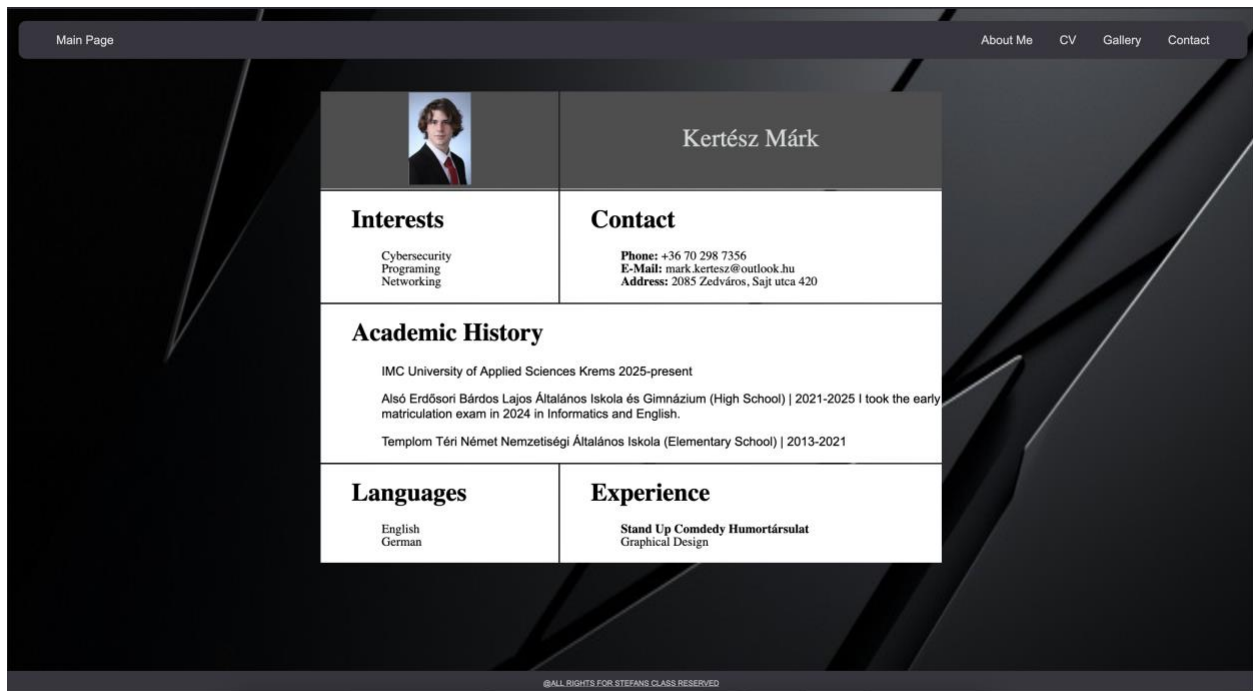 Main Page
About Me CV Gallery Contact
Kertész Márk
Interests
Cybersecurity
Programing
Networking
Contact
Phone: +36 70 298 7356
E-Mail: mark.kertesz@outlook.hu
Address: 2085 Zedváros, Sajt utca 420
Academic History
IMC University of Applied Sciences Krems 2025-present
Alsó Erdősori Bárdos Lajos Általános Iskola és Gimnázium (High School) | 2021-2025 I took the early
matriculation exam in 2024 in Informatics and English.
Templom Téri Német Nemzetiségi Általános Iskola (Elementary School) | 2013-2021
Languages
English
German
Experience
Stand Up Comdedy Humortársulat
Graphical Design
@ALL RIGHTS FOR STEFANS CLASS RESERVED